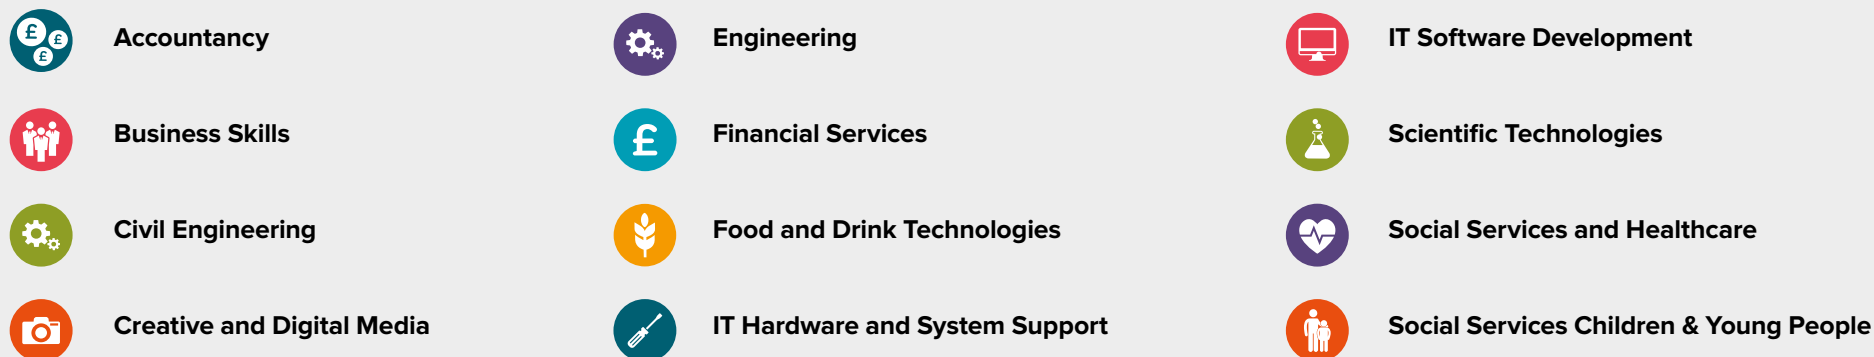 Accountancy
Business Skills
Civil Engineering
Creative and Digital Media
Engineering
Financial Services
Food and Drink Technologies
IT Hardware and System Support
IT Software Development
Scientific Technologies
Social Services and Healthcare
Social Services Children & Young People